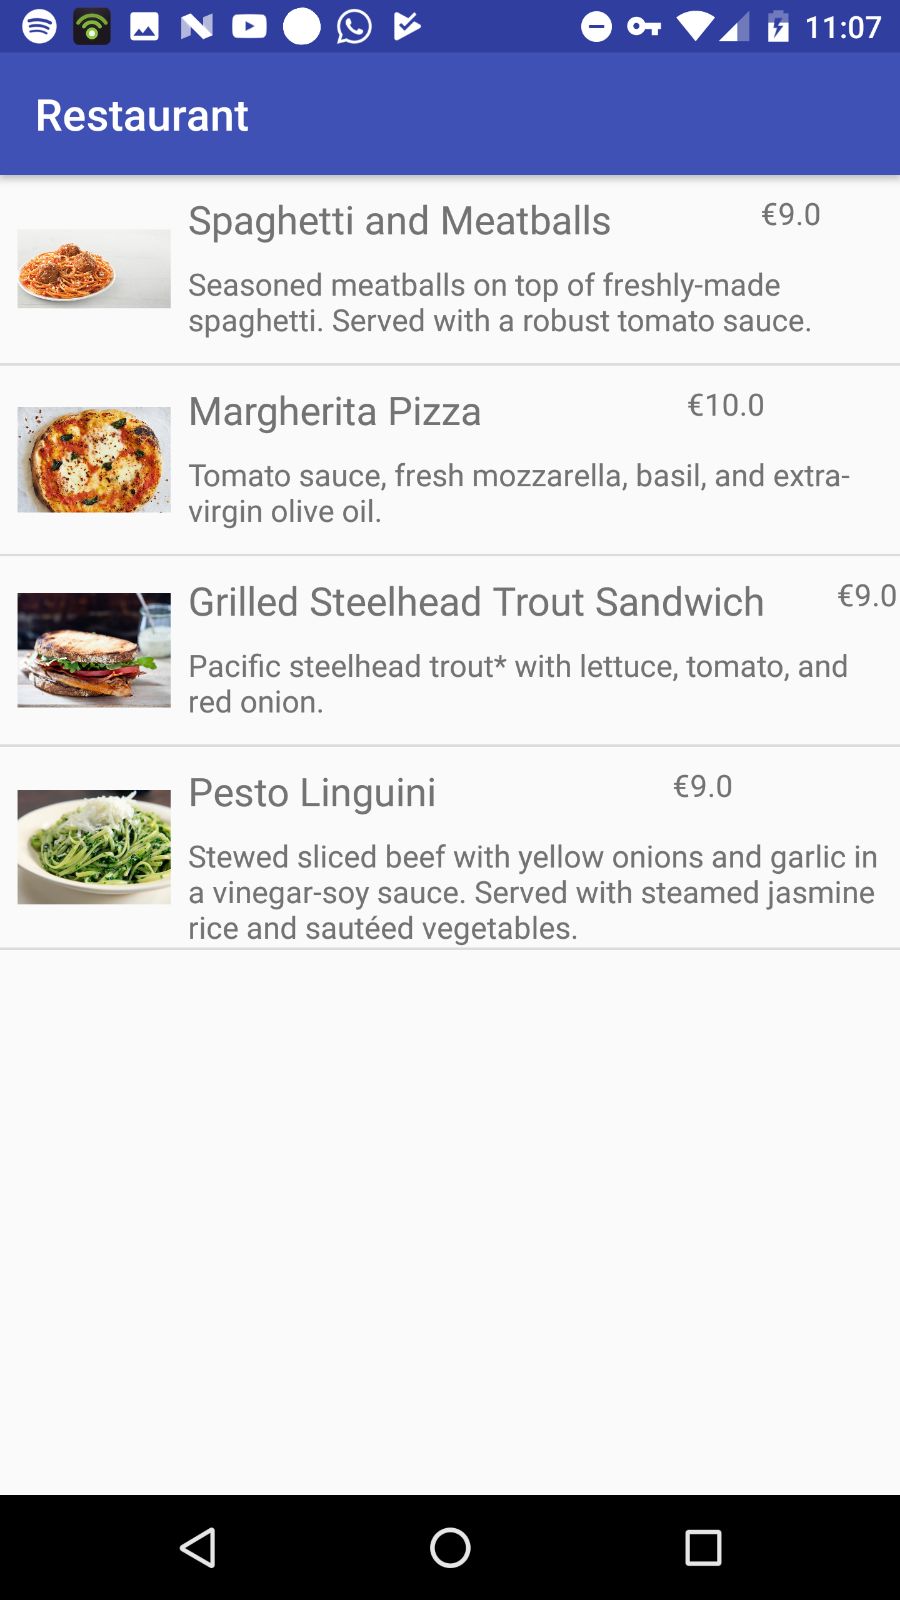 11:07
Restaurant
Spaghetti and Meatballs €9.0
Seasoned meatballs on top of freshly-made
spaghetti. Served with a robust tomato sauce.
Margherita Pizza €10.0
Tomato sauce, fresh mozzarella, basil, and extra-
virgin olive oil.
Grilled Steelhead Trout Sandwich €9.0
Pacific steelhead trout* with lettuce, tomato, and
red onion.
Pesto Linguini €9.0
Stewed sliced beef with yellow onions and garlic in
a vinegar-soy sauce. Served with steamed jasmine
rice and sautéed vegetables.